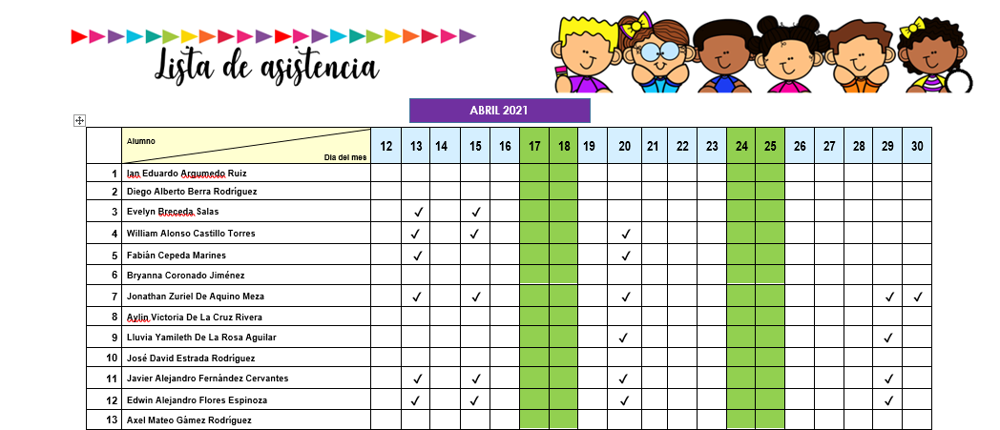 Lista de asistencia
ABRIL 2021
Alumno
Dia del mes
12 13 14 15 16 17 18 19 20 21 22 23 24 25 26 27 28 29 30
1 Ian Eduardo Argumedo Ruiz
2 Diego Alberto Berra Rodríguez
3 Evelyn Breceda Salas ✓ ✓
4 William Alonso Castillo Torres ✓ ✓ ✓
5 Fabián Cepeda Marines ✓ ✓
6 Bryanna Coronado Jiménez
7 Jonathan Zuriel De Aquino Meza ✓ ✓ ✓ ✓ ✓
8 Aylin Victoria De La Cruz Rivera
9 Lluvia Yamileth De La Rosa Aguilar ✓ ✓
10 José David Estrada Rodríguez
11 Javier Alejandro Fernández Cervantes ✓ ✓ ✓ ✓
12 Edwin Alejandro Flores Espinoza ✓ ✓ ✓ ✓
13 Axel Mateo Gámez Rodríguez